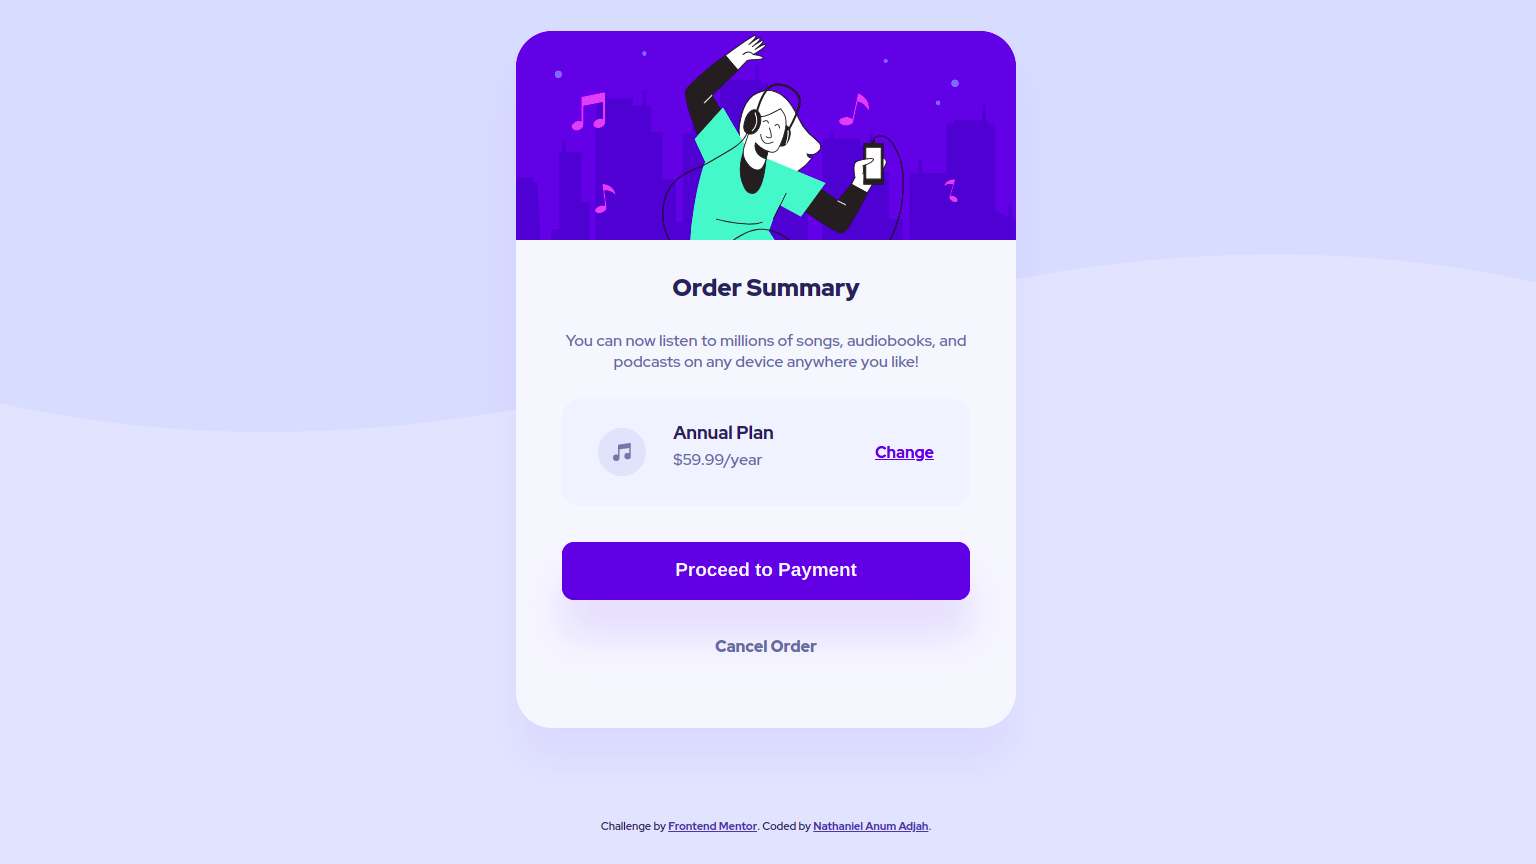 Order Summary
You can now listen to millions of songs, audiobooks, and
podcasts on any device anywhere you like!
Annual Plan
$59.99/year
Change
Proceed to Payment
Cancel Order
Challenge by Frontend Mentor. Coded by Nathaniel Anum Adjah.